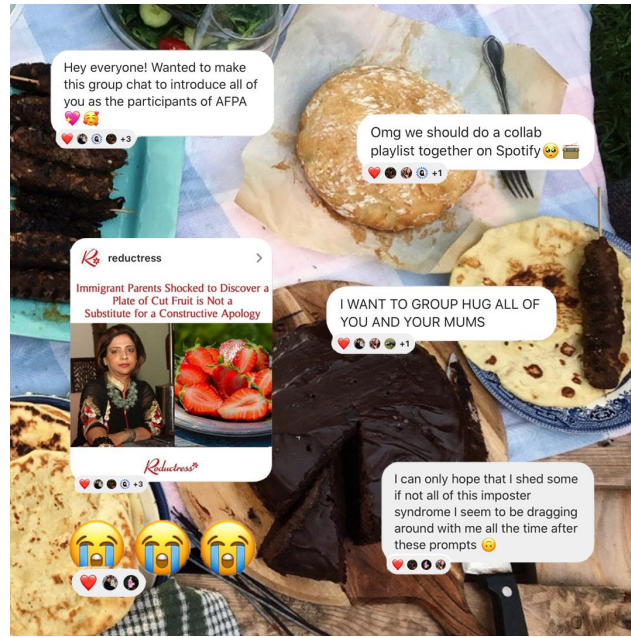 Hey everyone! Wanted to make
this group chat to introduce all of
you as the participants of AFPA
💖🥰
+3
Omg we should do a collab
playlist together on Spotify🥺📻
+1
reductress
Immigrant Parents Shocked to Discover a
Plate of Cut Fruit is Not a
Substitute for a Constructive Apology
Reductress
+3
I WANT TO GROUP HUG ALL OF
YOU AND YOUR MUMS
+1
I can only hope that I shed some
if not all of this imposter
syndrome I seem to be dragging
around with me all the time after
these prompts 🙃
😭😭😭